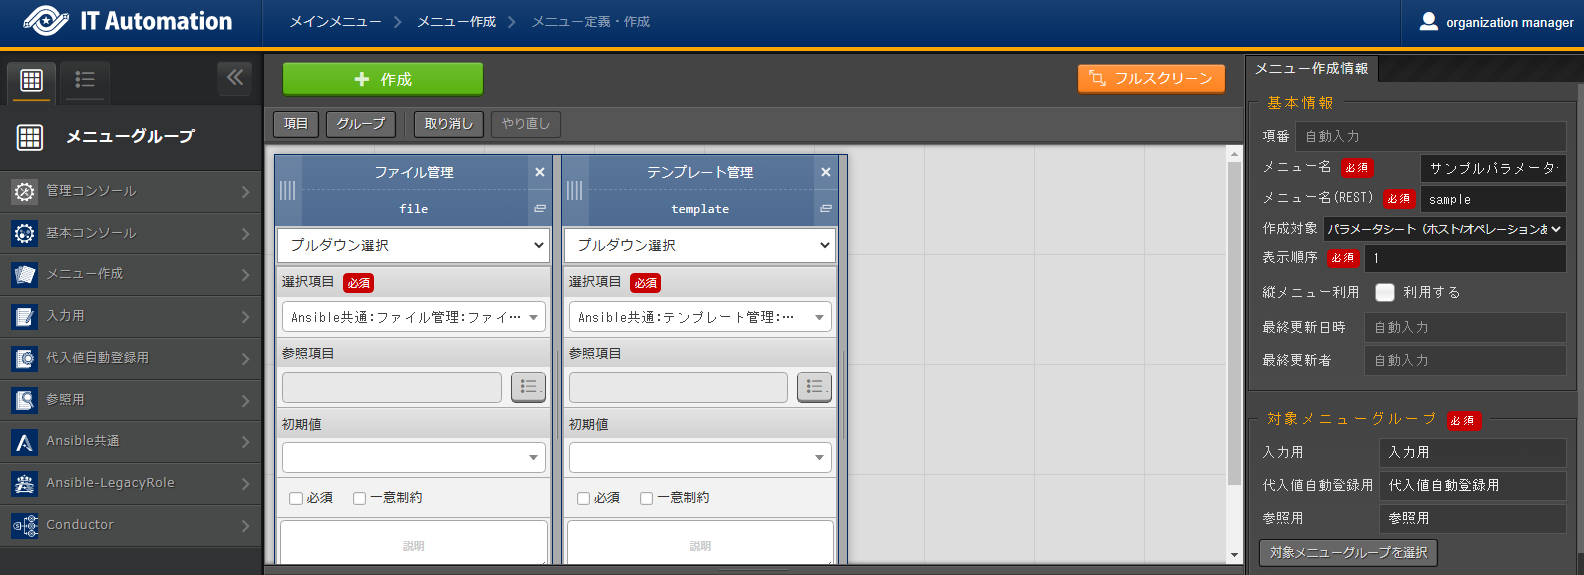 IT Automation
メインメニュー
メニュー作成
メニュー定義・作成
organization manager
メニューグループ
管理コンソール
基本コンソール
メニュー作成
入力用
代入値自動登録用
参照用
Ansible共通
Ansible-LegacyRole
Conductor
作成
フルスクリーン
項目
グループ
取り消し
やり直し
ファイル管理
file
プルダウン選択
選択項目 必須
Ansible共通:ファイル管理:ファイ…
参照項目
初期値
必須 一意制約
説明
テンプレート管理
template
プルダウン選択
選択項目 必須
Ansible共通:テンプレート管理:…
参照項目
初期値
必須 一意制約
説明
メニュー作成情報
基本情報
項番 自動入力
メニュー名 必須 サンプルパラメータ
メニュー名(REST) 必須 sample
作成対象 パラメータシート（ホスト/オペレーションあ
表示順序 必須 1
縦メニュー利用 利用する
最終更新日時 自動入力
最終更新者 自動入力
対象メニューグループ 必須
入力用 入力用
代入値自動登録用 代入値自動登録用
参照用 参照用
対象メニューグループを選択